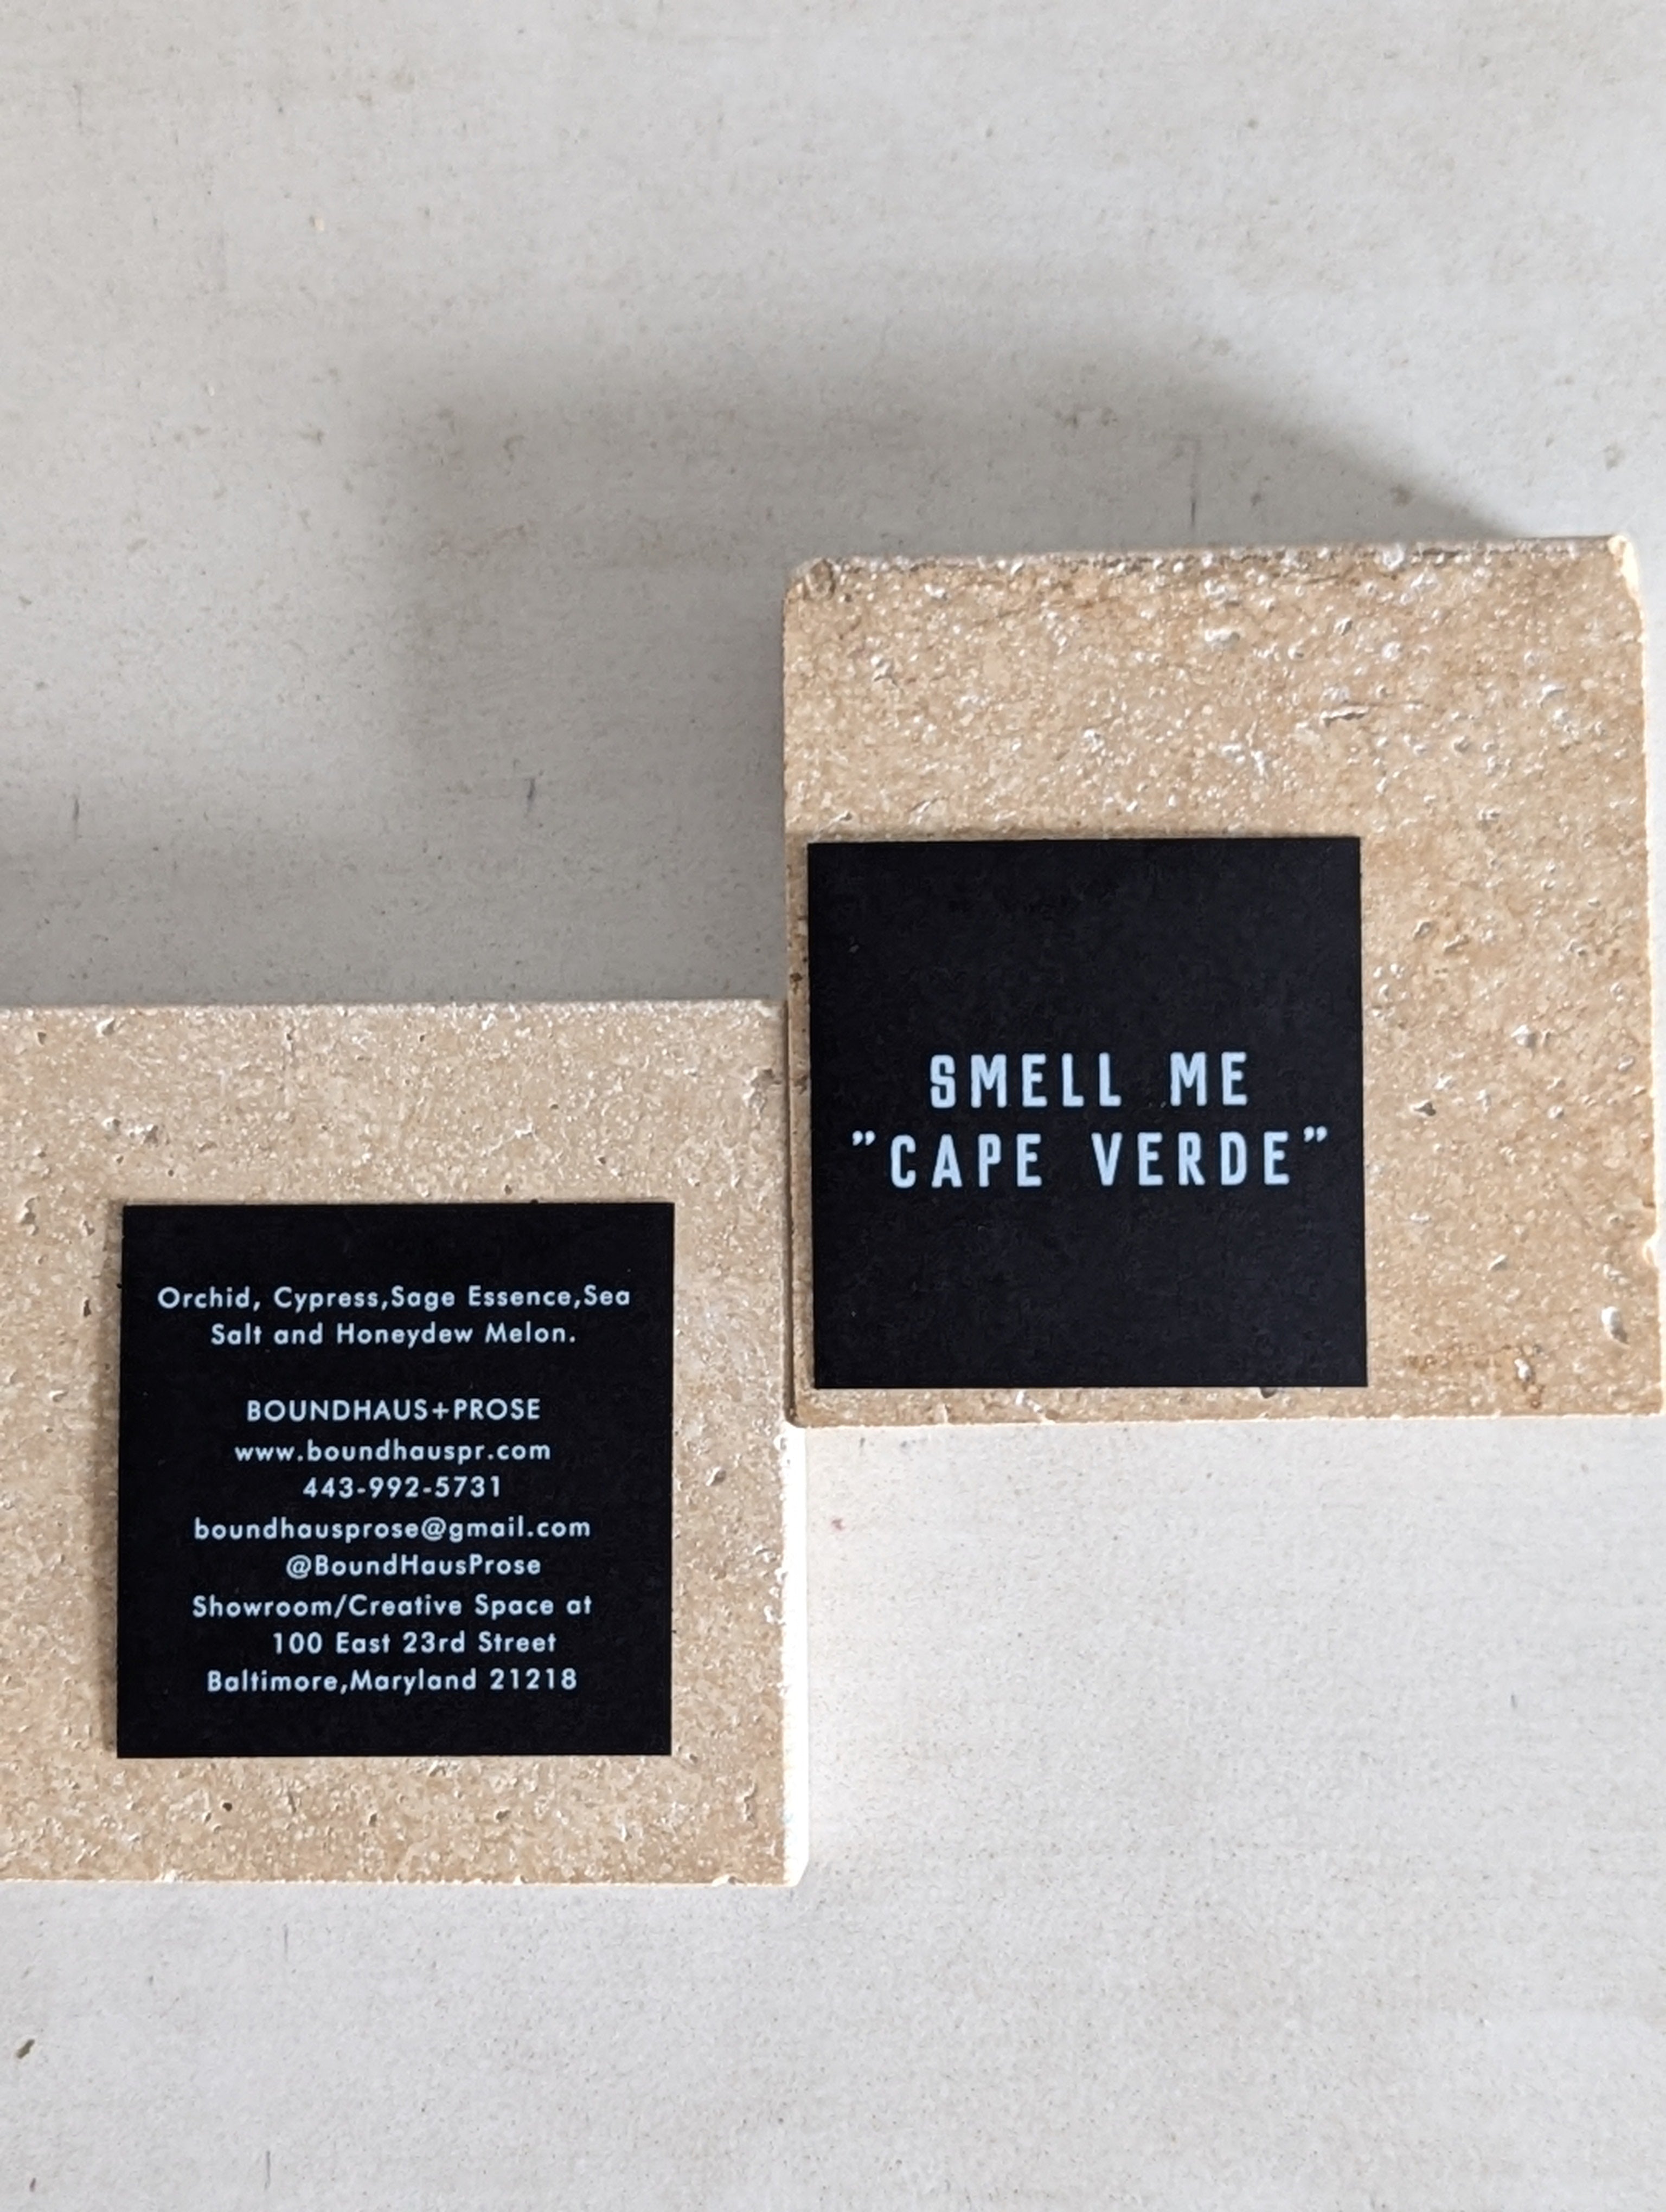 SMELL ME
"CAPE VERDE"
Orchid, Cypress,Sage Essence,Sea
Salt and Honeydew Melon.
BOUNDHAUS+PROSE
www.boundhauspr.com
443-992-5731
boundhausprose@gmail.com
@BoundHausProse
Showroom/Creative Space at
100 East 23rd Street
Baltimore,Maryland 21218